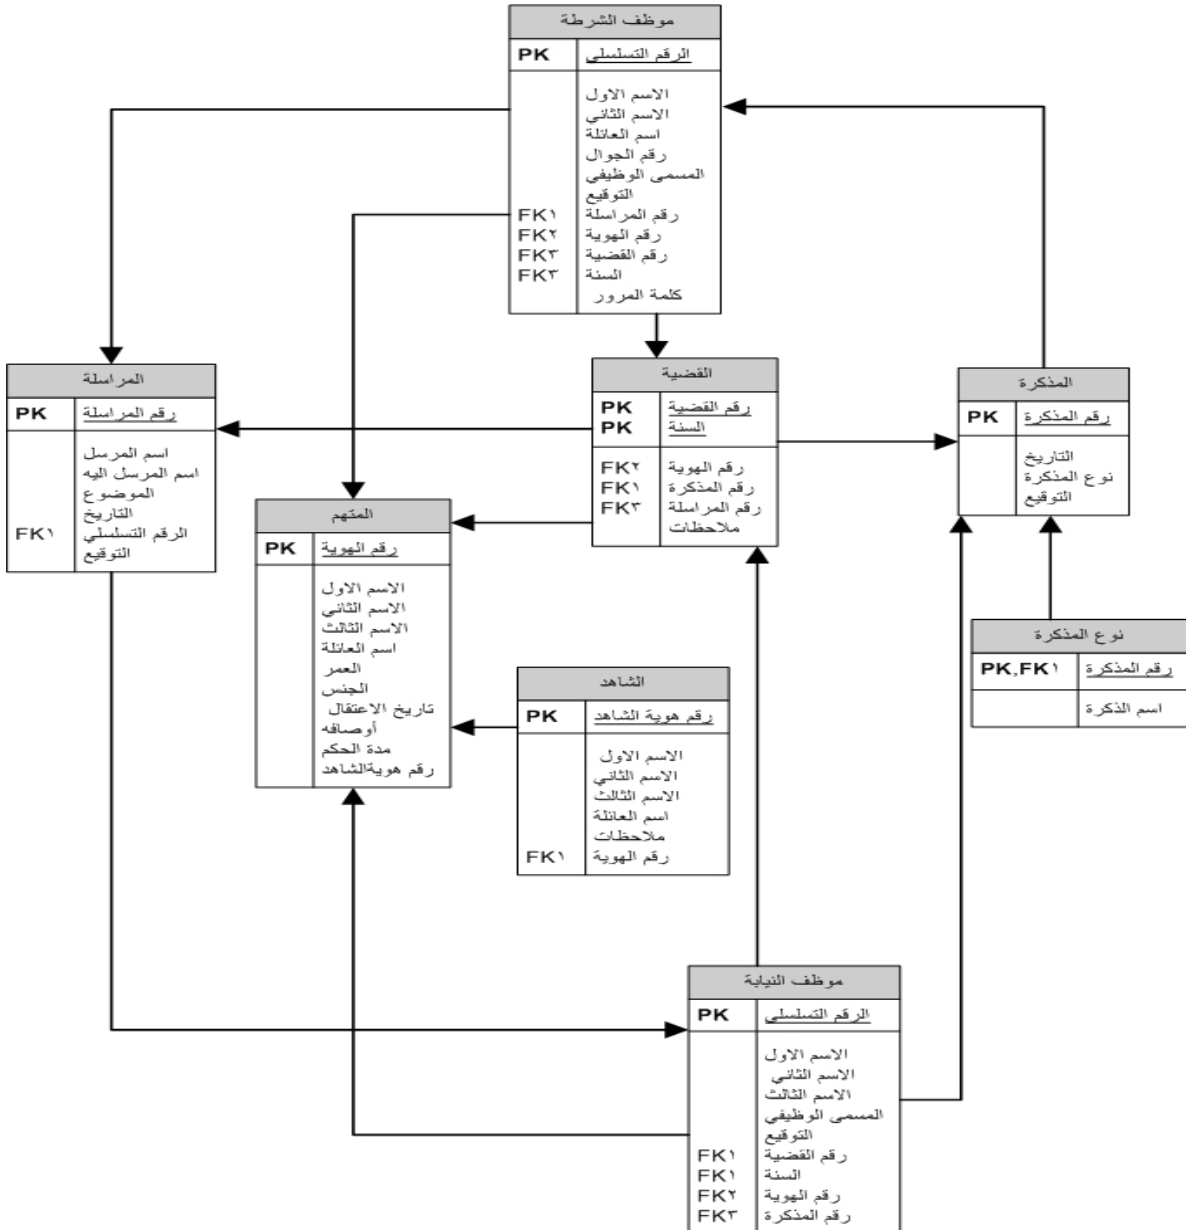 موظف الشرطة
PK الرقم التسلسلي
الاسم الاول
الاسم الثاني
اسم العائلة
رقم الجوال
المسمى الوظيفي
التوقيع
FK١ رقم المراسلة
FK٢ رقم الهوية
FK٣ رقم القضية
FK٣ السنة
كلمة المرور
القضية
PK رقم القضية
PK السنة
FK٢ رقم الهوية
FK١ رقم المذكرة
FK٣ رقم المراسلة
ملاحظات
المذكرة
PK رقم المذكرة
التاريخ
نوع المذكرة
التوقيع
المراسلة
PK رقم المراسلة
اسم المرسل
اسم المرسل اليه
الموضوع
التاريخ
FK١ الرقم التسلسلي
التوقيع
المتهم
PK رقم الهوية
الاسم الاول
الاسم الثاني
الاسم الثالث
اسم العائلة
العمر
الجنس
تاريخ الاعتقال
أوصافه
مدة الحكم
رقم هويةالشاهد
نوع المذكرة
PK,FK١ رقم المذكرة
اسم الذكرة
الشاهد
PK رقم هوية الشاهد
الاسم الاول
الاسم الثاني
الاسم الثالث
اسم العائلة
ملاحظات
FK١ رقم الهوية
موظف النيابة
PK الرقم التسلسلي
الاسم الاول
الاسم الثاني
الاسم الثالث
المسمى الوظيفي
التوقيع
FK١ رقم القضية
FK١ السنة
FK٢ رقم الهوية
FK٣ رقم المذكرة